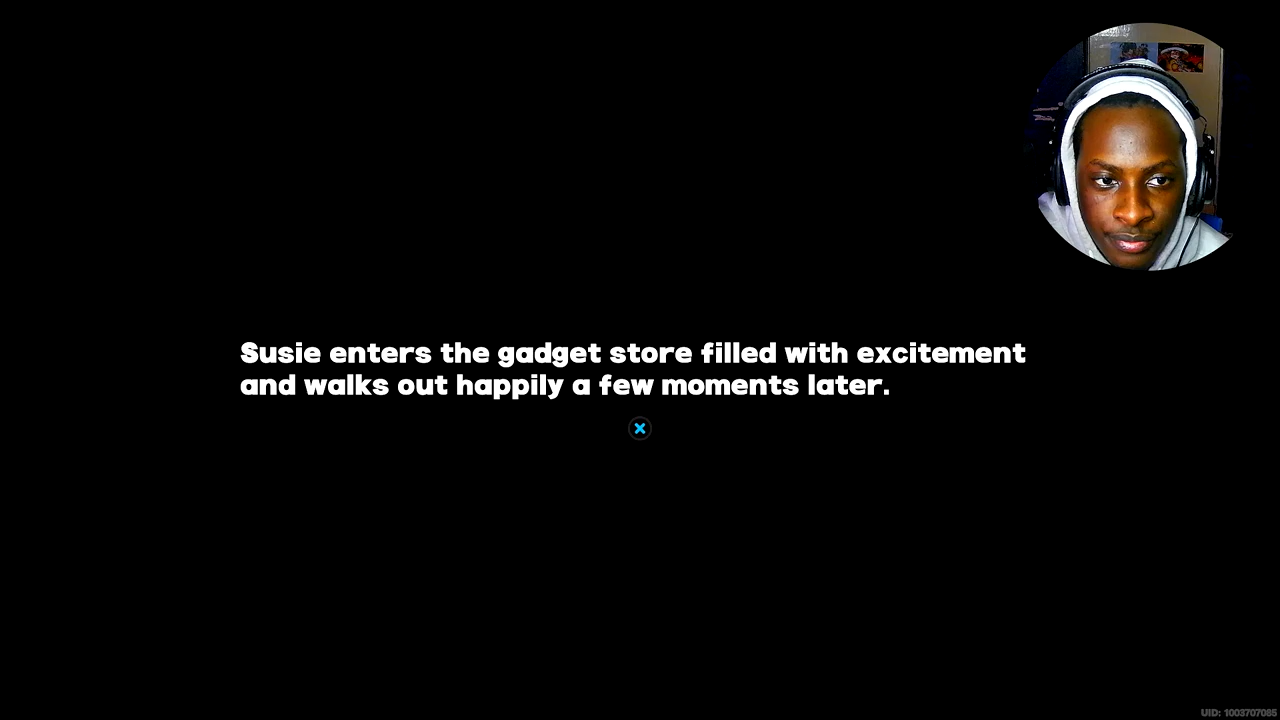 Susie enters the gadget store filled with excitement
and walks out happily a few moments later.
UID: 1003707085